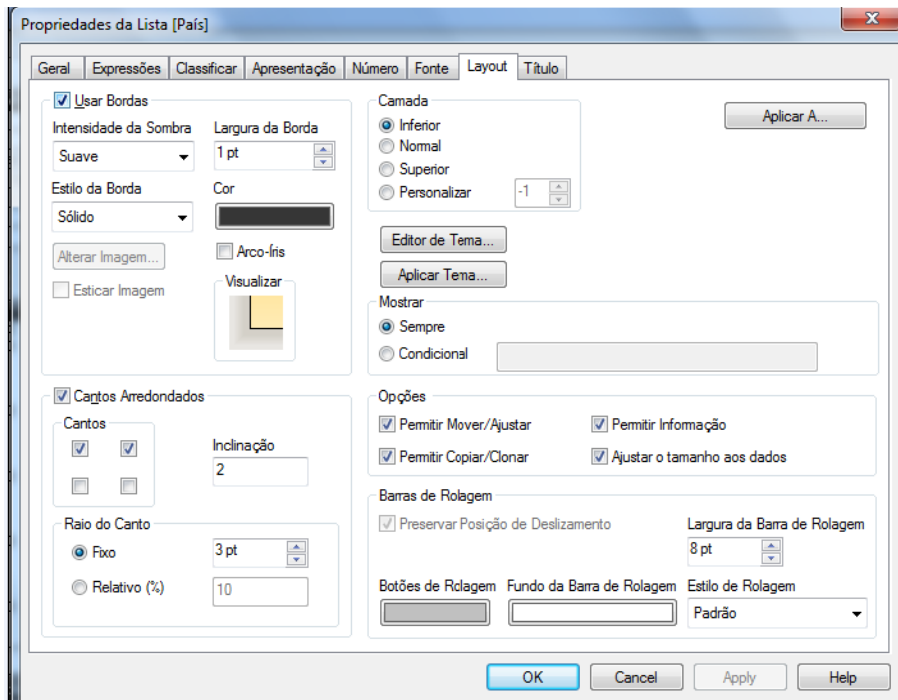 Propriedades da Lista [País]
Geral Expressões Classificar Apresentação Número Fonte Layout Título
Usar Bordas
Intensidade da Sombra Largura da Borda
Suave 1 pt
Estilo da Borda Cor
Sólido
Alterar Imagem... Arco-Íris
Esticar Imagem Visualizar
Camada
Inferior
Normal
Superior
Personalizar -1
Aplicar A...
Editor de Tema...
Aplicar Tema...
Mostrar
Sempre
Condicional
Cantos Arredondados
Cantos
Inclinação
2
Raio do Canto
Fixo 3 pt
Relativo (%) 10
Opções
Permitir Mover/Ajustar Permitir Informação
Permitir Copiar/Clonar Ajustar o tamanho aos dados
Barras de Rolagem
Preservar Posição de Deslizamento Largura da Barra de Rolagem
8 pt
Botões de Rolagem Fundo da Barra de Rolagem Estilo de Rolagem
Padrão
OK Cancel Apply Help